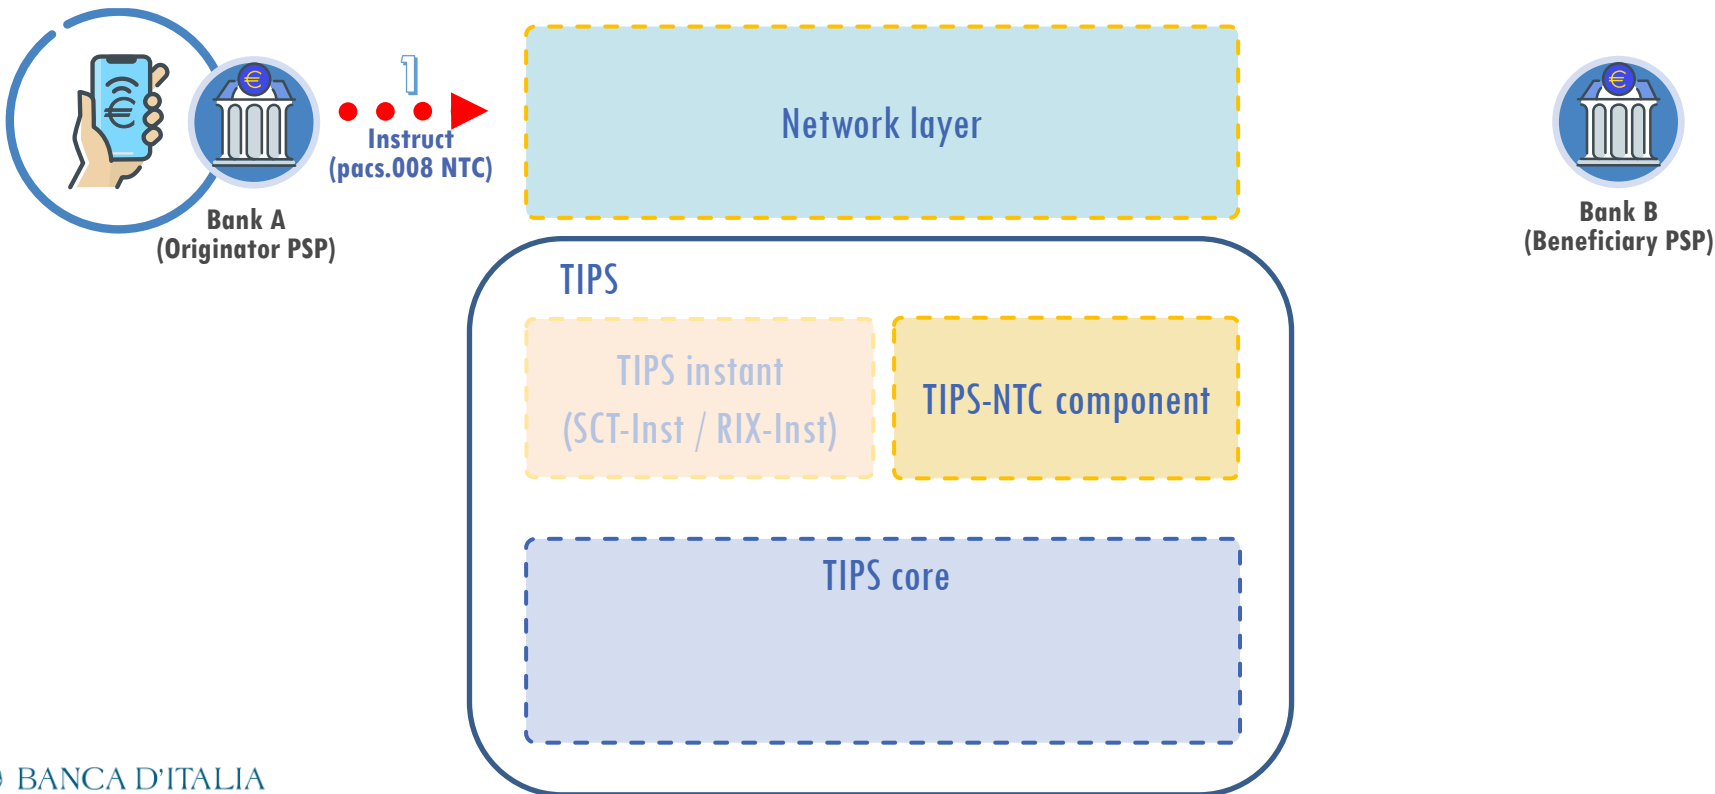 1
Instruct
(pacs.008 NTC)
Network layer
Bank A
(Originator PSP)
Bank B
(Beneficiary PSP)
TIPS
TIPS instant
(SCT-Inst / RIX-Inst)
TIPS-NTC component
TIPS core
BANCA D'ITALIA
€
€
€